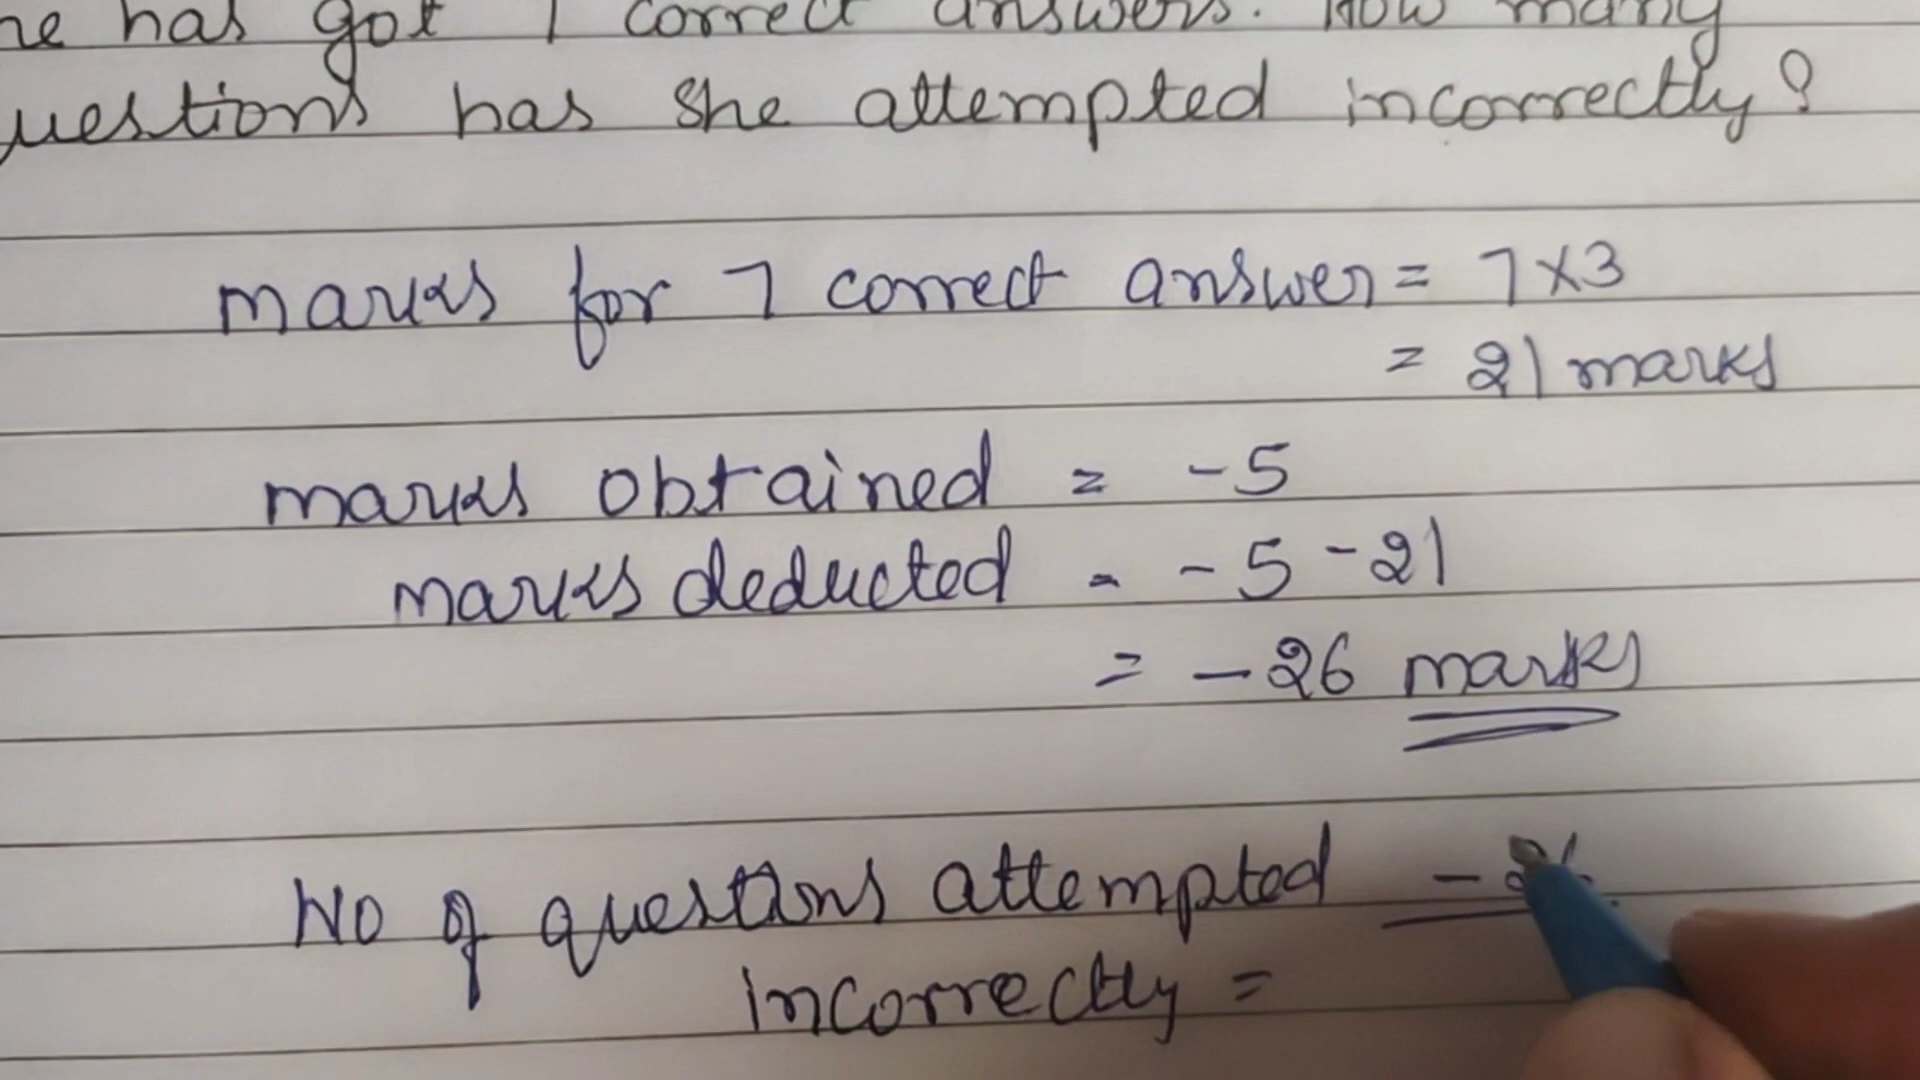 he has got 7 correct answers. How many
questions has she attempted incorrectly?
marks for 7 correct answer = 7×3
= 21 marks
marks obtained = -5
marks deducted = -5 -21
= -26 marks
No of questions attempted
incorrectly =